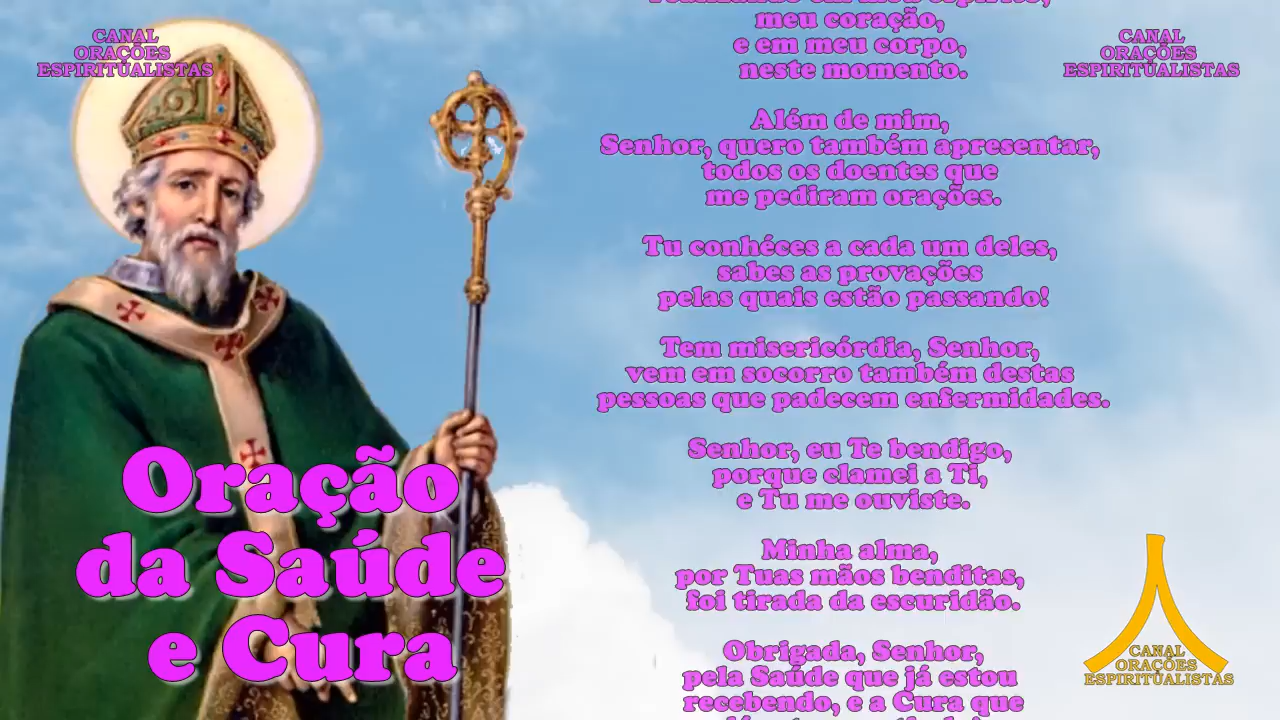 CANAL
ORAÇÕES
ESPIRITUALISTAS
Oração
da Saúde
e Cura
meu coração,
e em meu corpo,
neste momento.
Além de mim,
Senhor, quero também apresentar,
todos os doentes que
me pediram orações.
Tu conhéces a cada um deles,
sabes as provações
pelas quais estão passando!
Tem misericórdia, Senhor,
vem em socorro também destas
pessoas que padecem enfermidades.
Senhor, eu Te bendigo,
porque clamei a Ti,
e Tu me ouviste.
Minha alma,
por Tuas mãos benditas,
foi tirada da escuridão.
Obrigada, Senhor,
pela Saúde que já estou
recebendo, e a Cura que
CANAL
ORAÇÕES
ESPIRITUALISTAS
CANAL
ORAÇÕES
ESPIRITUALISTAS